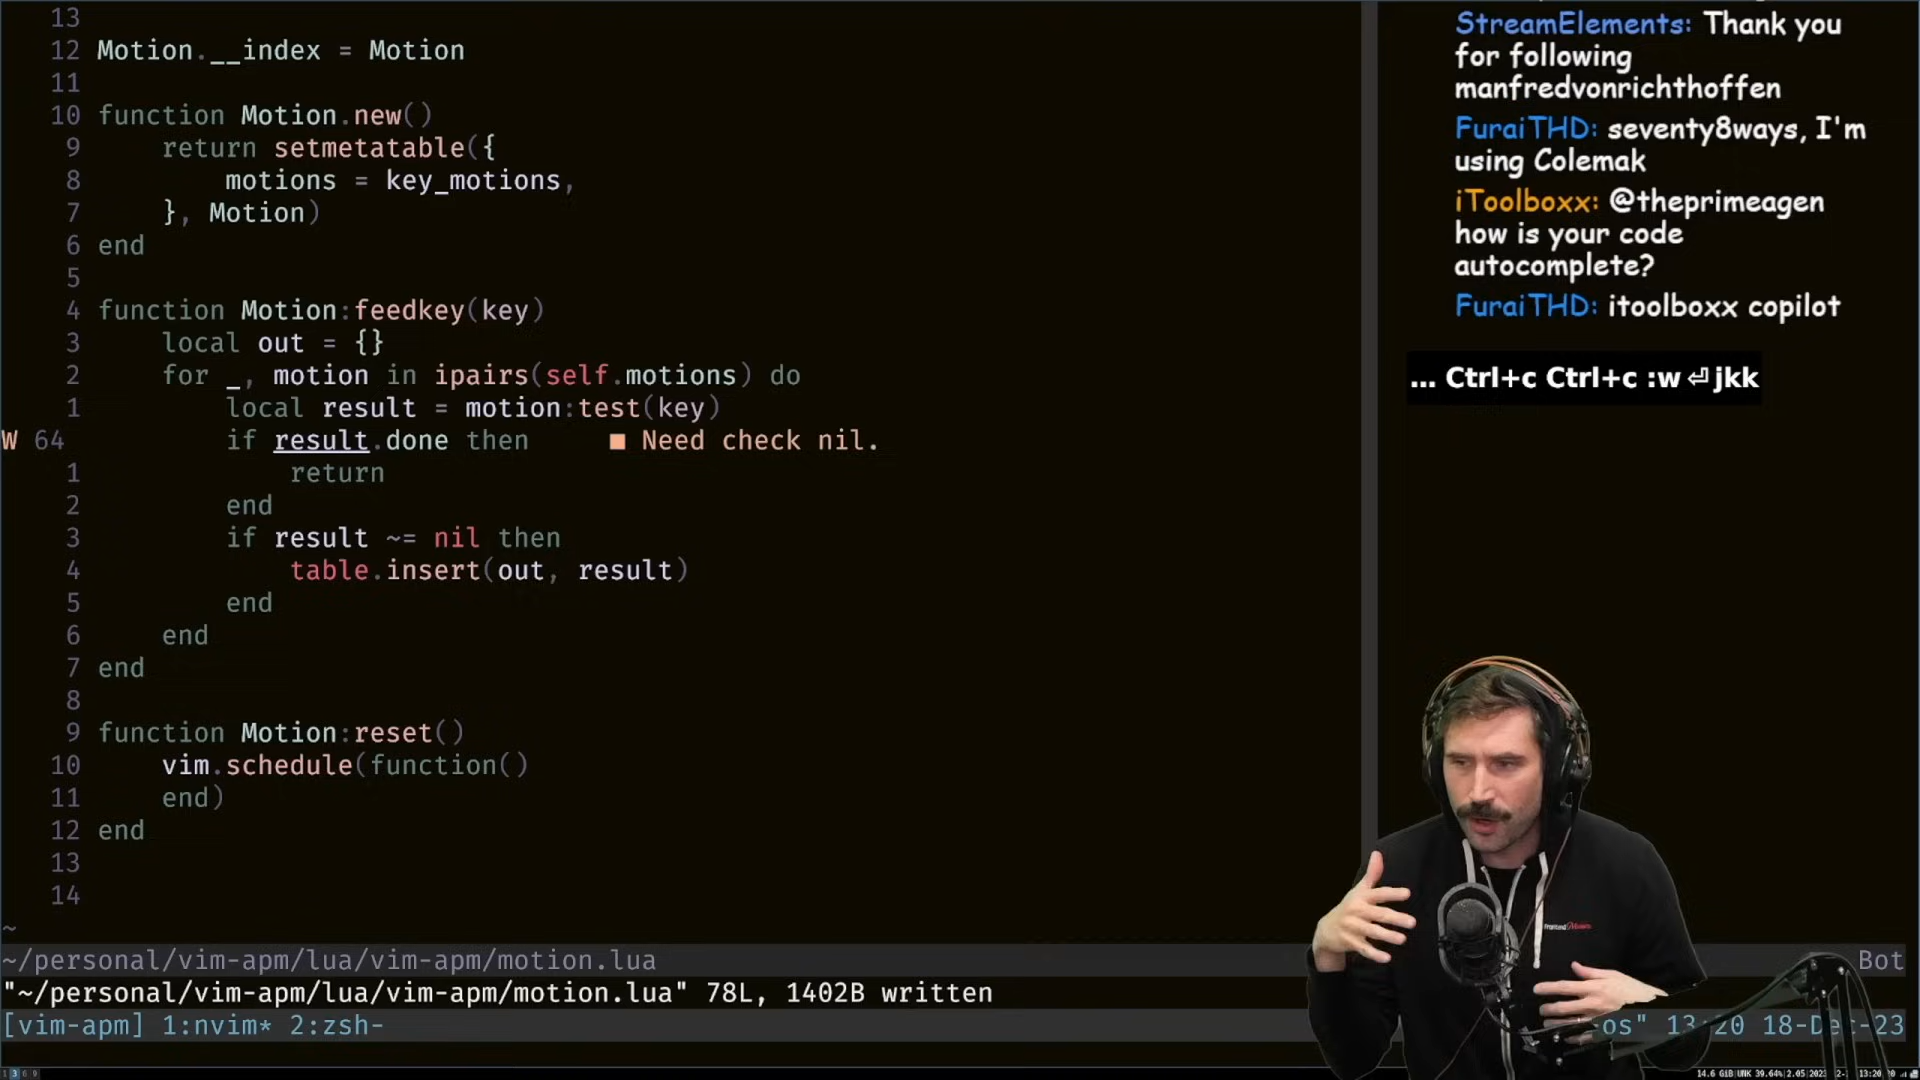 13
12 Motion.__index = Motion
11
10 function Motion.new()
9 return setmetatable({
8 motions = key_motions,
7 }, Motion)
6 end
5
4 function Motion:feedkey(key)
3 local out = {}
2 for _, motion in ipairs(self.motions) do
1 local result = motion:test(key)
W 64 if result.done then ■ Need check nil.
1 return
2 end
3 if result ~= nil then
4 table.insert(out, result)
5 end
6 end
7 end
8
9 function Motion:reset()
10 vim.schedule(function()
11 end)
12 end
13
14
~
~/personal/vim-apm/lua/vim-apm/motion.lua Bot
"~/personal/vim-apm/lua/vim-apm/motion.lua" 78L, 1402B written
[vim-apm] 1:nvim* 2:zsh- os" 13:20 18-Dec-23
StreamElements: Thank you
for following
manfredvonrichthoffen
FuraiTHD: seventy8ways, I'm
using Colemak
iToolboxx: @theprimeagen
how is your code
autocomplete?
FuraiTHD: itoolboxx copilot
... Ctrl+c Ctrl+c :w⏎jkk